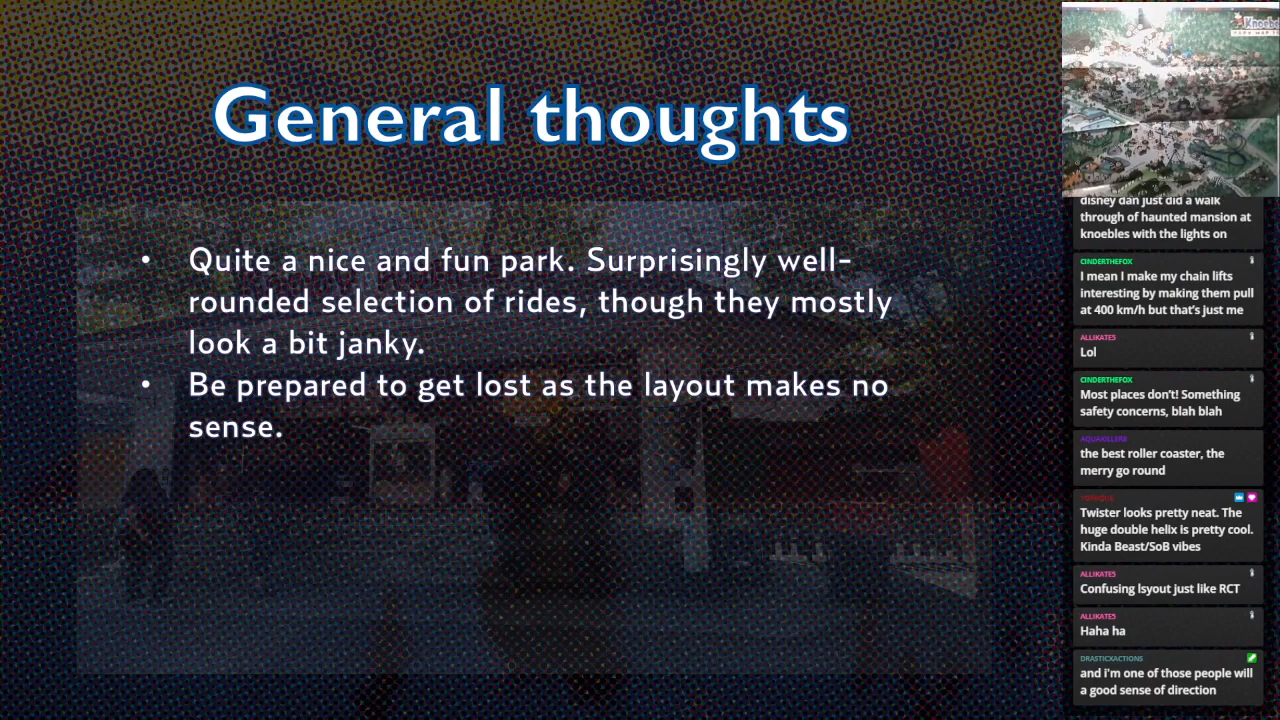 General thoughts
• Quite a nice and fun park. Surprisingly well-
rounded selection of rides, though they mostly
look a bit janky.
• Be prepared to get lost as the layout makes no
sense.
disney dan just did a walk
through of haunted mansion at
knoebles with the lights on
CINDERTHEFOX
I mean I make my chain lifts
interesting by making them pull
at 400 km/h but that's just me
ALLIKATE5
Lol
CINDERTHEFOX
Most places don't! Something
safety concerns, blah blah
the best roller coaster, the
merry go round
Twister looks pretty neat. The
huge double helix is pretty cool.
Kinda Beast/SoB vibes
ALLIKATE5
Confusing lsyout just like RCT
ALLIKATE5
Haha ha
DRASTICXACTIONS
and i'm one of those people will
a good sense of direction